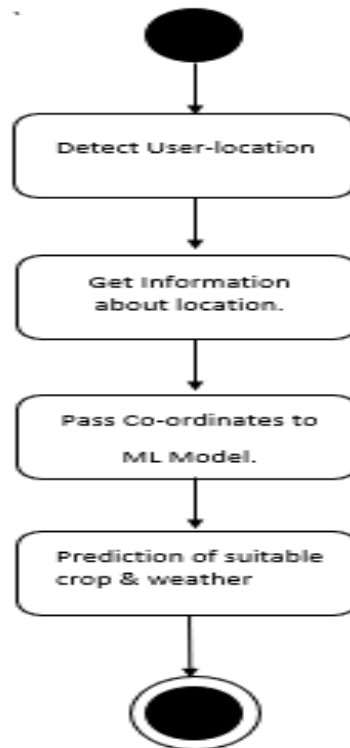 Detect User-location
Get Information
about location.
Pass Co-ordinates to
ML Model.
Prediction of suitable
crop & weather